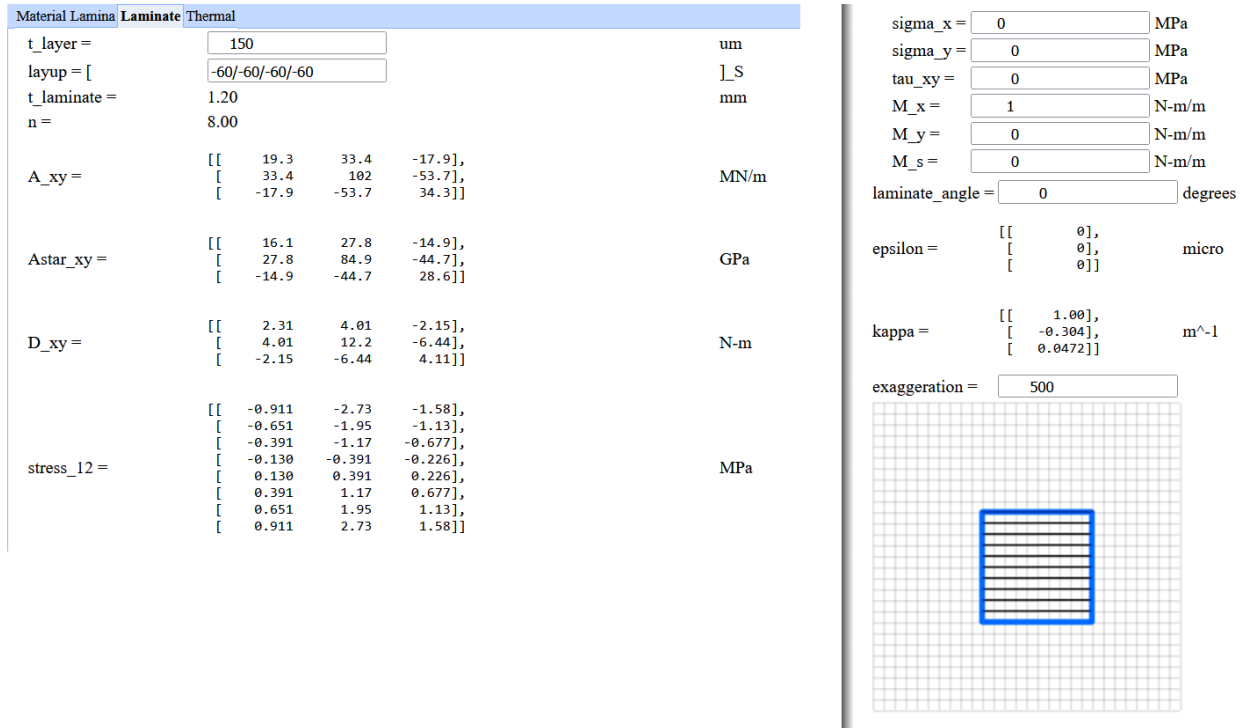 Material Lamina Laminate Thermal
t_layer = 150 um
layup = [ -60/-60/-60/-60 ]_S
t_laminate = 1.20 mm
n = 8.00
A_xy =
[[ 19.3 33.4 -17.9],
[ 33.4 102 -53.7],
[ -17.9 -53.7 34.3]]
MN/m
Astar_xy =
[[ 16.1 27.8 -14.9],
[ 27.8 84.9 -44.7],
[ -14.9 -44.7 28.6]]
GPa
D_xy =
[[ 2.31 4.01 -2.15],
[ 4.01 12.2 -6.44],
[ -2.15 -6.44 4.11]]
N-m
stress_12 =
[[ -0.911 -2.73 -1.58],
[ -0.651 -1.95 -1.13],
[ -0.391 -1.17 -0.677],
[ -0.130 -0.391 -0.226],
[ 0.130 0.391 0.226],
[ 0.391 1.17 0.677],
[ 0.651 1.95 1.13],
[ 0.911 2.73 1.58]]
MPa
sigma_x = 0 MPa
sigma_y = 0 MPa
tau_xy = 0 MPa
M_x = 1 N-m/m
M_y = 0 N-m/m
M_s = 0 N-m/m
laminate_angle = 0 degrees
epsilon =
[[ 0],
[ 0],
[ 0]]
micro
kappa =
[[ 1.00],
[ -0.304],
[ 0.0472]]
m^-1
exaggeration = 500